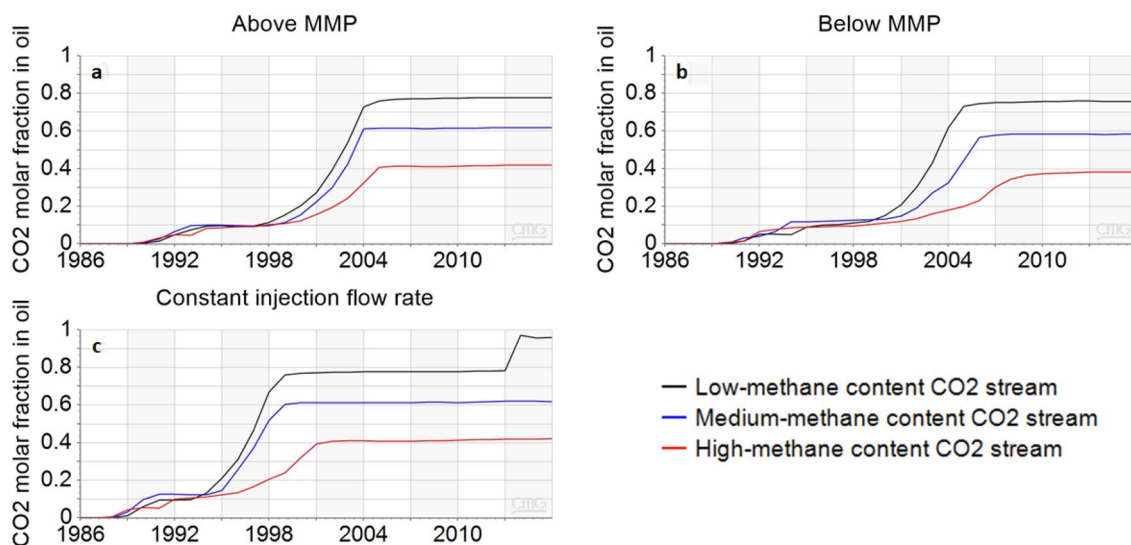 Above MMP
CO2 molar fraction in oil
1
0.8
0.6
0.4
0.2
0
a
1986 1992 1998 2004 2010
CMG
Below MMP
CO2 molar fraction in oil
1
0.8
0.6
0.4
0.2
0
b
1986 1992 1998 2004 2010
CMG
Constant injection flow rate
CO2 molar fraction in oil
1
0.8
0.6
0.4
0.2
0
c
1986 1992 1998 2004 2010
CMG
Low-methane content CO2 stream
Medium-methane content CO2 stream
High-methane content CO2 stream